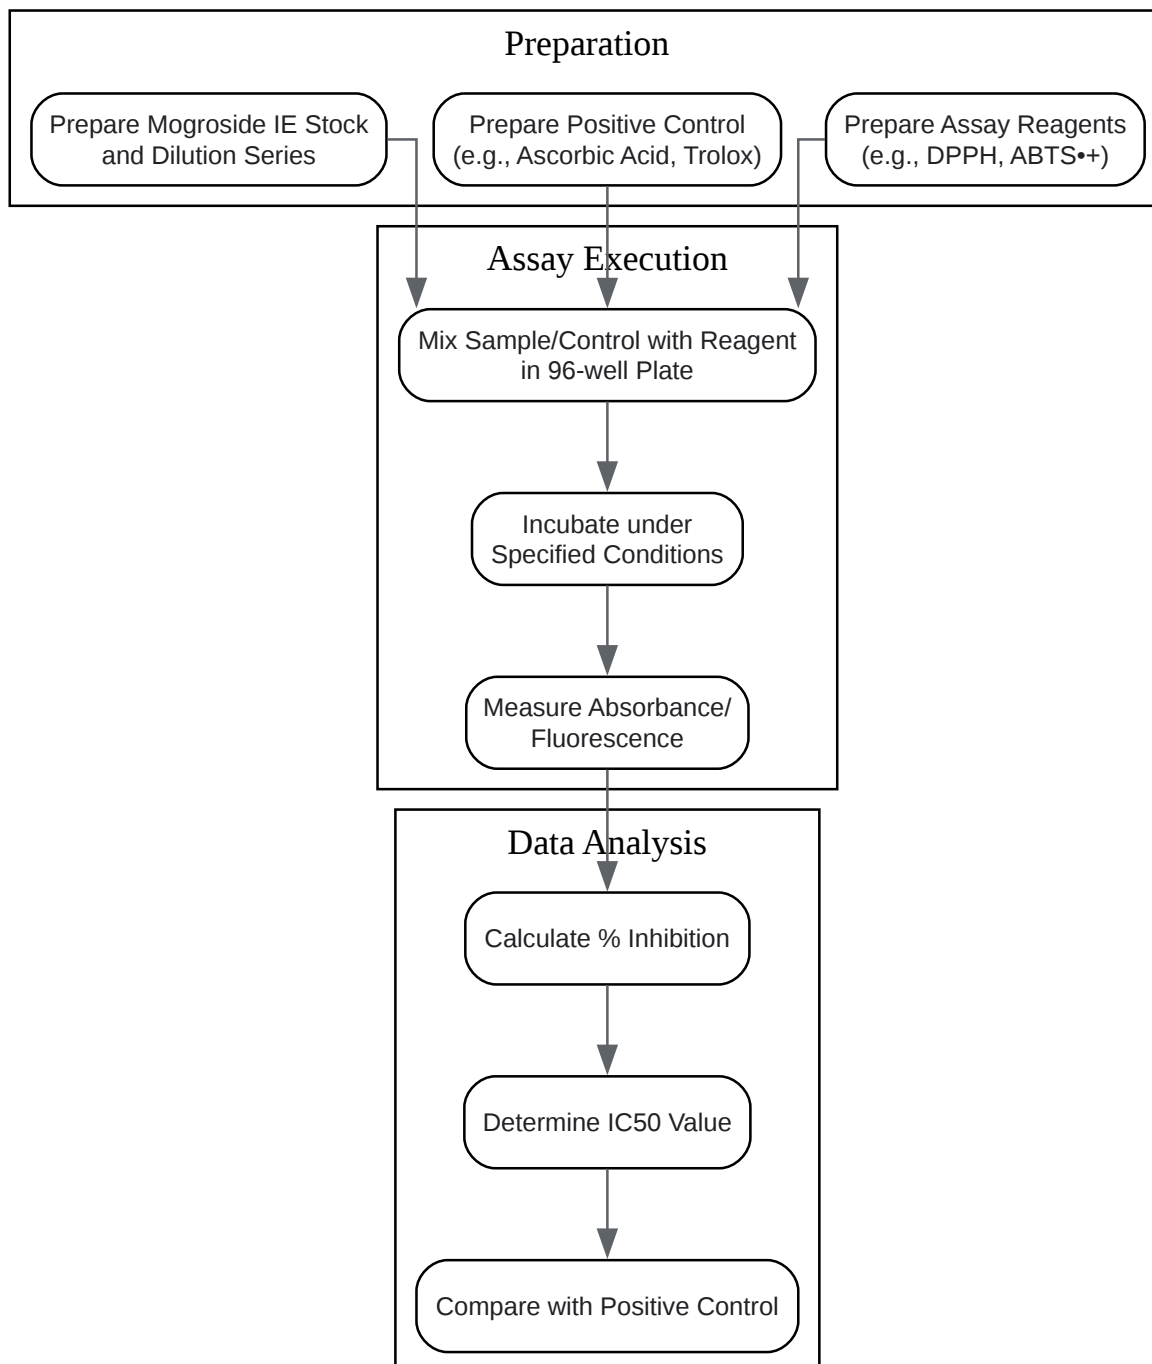 Preparation
Prepare Mogroside IE Stock
and Dilution Series
Prepare Positive Control
(e.g., Ascorbic Acid, Trolox)
Prepare Assay Reagents
(e.g., DPPH, ABTS•+)
Assay Execution
Mix Sample/Control with Reagent
in 96-well Plate
Incubate under
Specified Conditions
Measure Absorbance/
Fluorescence
Data Analysis
Calculate % Inhibition
Determine IC50 Value
Compare with Positive Control